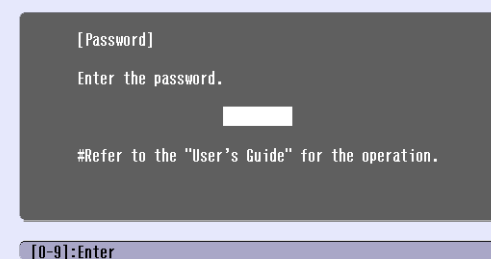 [Password]
Enter the password.
#Refer to the "User's Guide" for the operation.
[0-9]:Enter